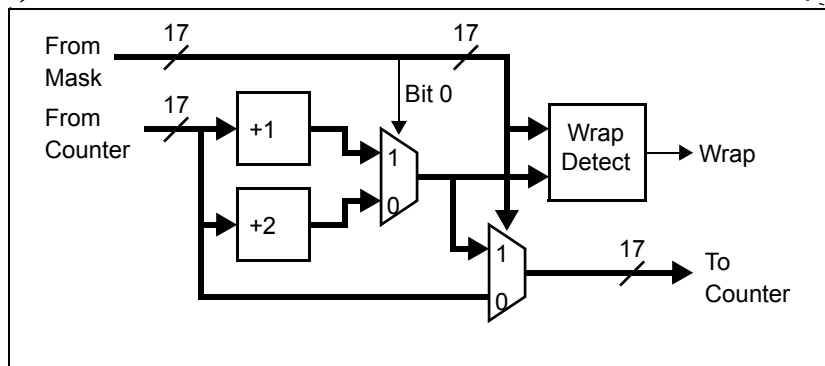 17
17
From
Mask
Bit 0
From
Counter
17
+1
1
0
Wrap
Detect
Wrap
+2
1
0
17
To
Counter